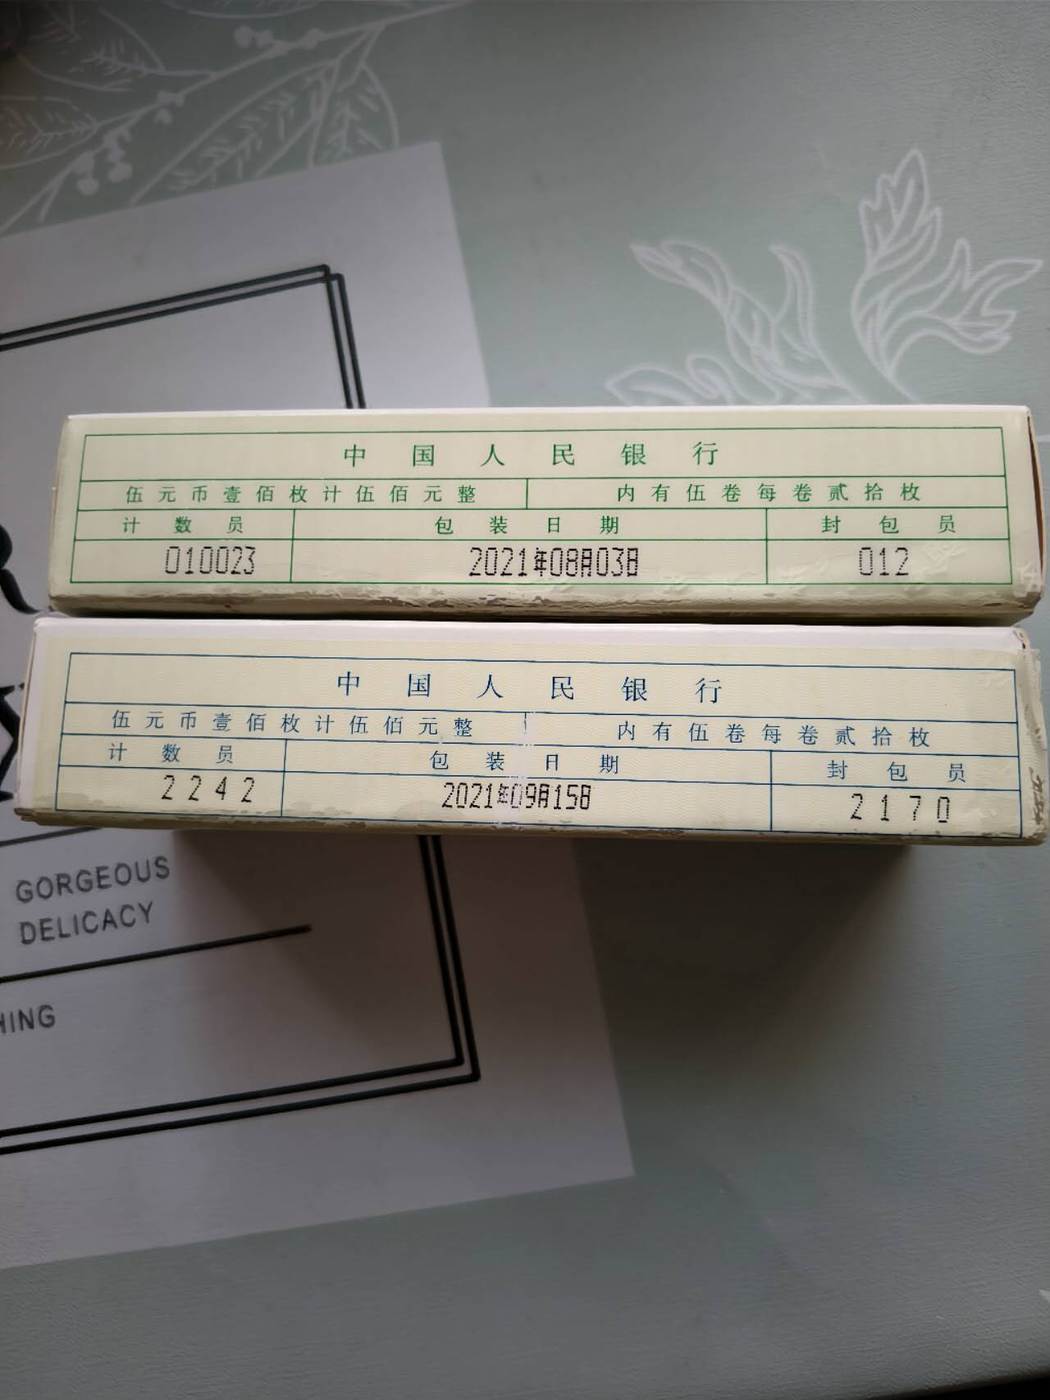 中国人民银行
伍元币壹佰枚计伍佰元整 内有伍卷每卷贰拾枚
计数员 包装日期 封包员
010023 2021年08月03日 012
中国人民银行
伍元币壹佰枚计伍佰元整 内有伍卷每卷贰拾枚
计数员 包装日期 封包员
2242 2021年09月15日 2170
GORGEOUS
DELICACY
HING